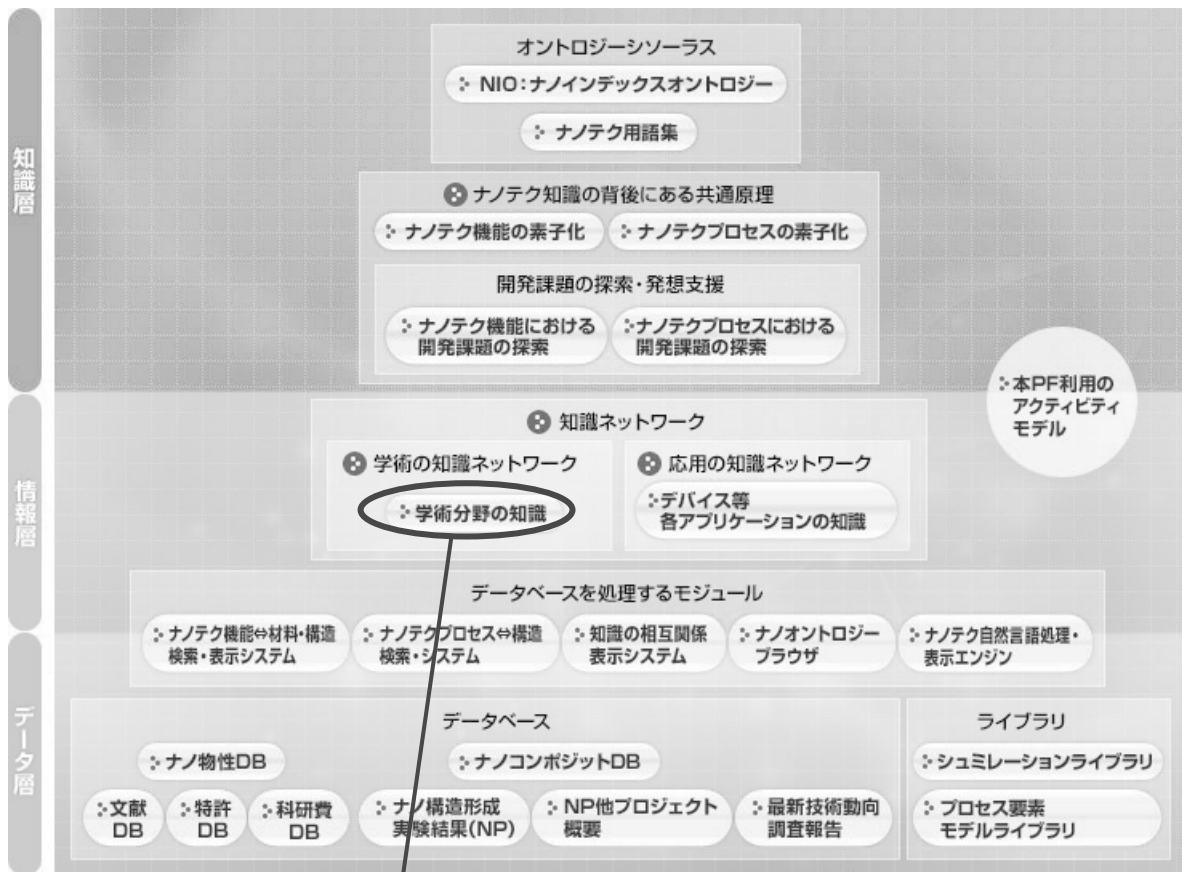 知識層
オントロジーシソーラス
NIO:ナノインデックスオントロジー
ナノテク用語集
ナノテク知識の背後にある共通原理
ナノテク機能の素子化
ナノテクプロセスの素子化
開発課題の探索・発想支援
ナノテク機能における
開発課題の探索
ナノテクプロセスにおける
開発課題の探索
本PF利用の
アクティビティ
モデル
情報層
知識ネットワーク
学術の知識ネットワーク
学術分野の知識
応用の知識ネットワーク
デバイス等
各アプリケーションの知識
データベースを処理するモジュール
ナノテク機能⇔材料・構造
検索・表示システム
ナノテクプロセス⇔構造
検索・システム
知識の相互関係
表示システム
ナノオントロジー
ブラウザ
ナノテク自然言語処理・
表示エンジン
データ層
データベース
ナノ物性DB
ナノコンポジットDB
文献
DB
特許
DB
科研費
DB
ナノ構造形成
実験結果(NP)
NP他プロジェクト
概要
最新技術動向
調査報告
ライブラリ
シュミレーションライブラリ
プロセス要素
モデルライブラリ